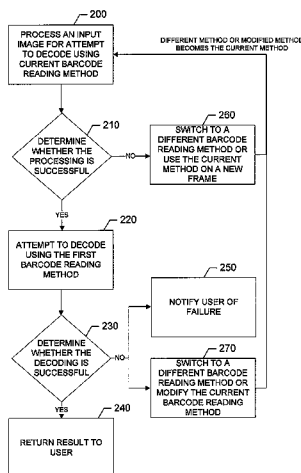 200
PROCESS AN INPUT
IMAGE FOR ATTEMPT
TO DECODE USING
CURRENT BARCODE
READING METHOD
DIFFERENT METHOD OR MODIFIED METHOD
BECOMES THE CURRENT METHOD
210
DETERMINE
WHETHER THE
PROCESSING IS
SUCCESSFUL
NO
260
SWITCH TO A
DIFFERENT BARCODE
READING METHOD OR
USE THE CURRENT
METHOD ON A NEW
FRAME
YES
220
ATTEMPT TO DECODE
USING THE FIRST
BARCODE READING
METHOD
250
NOTIFY USER OF
FAILURE
230
DETERMINE
WHETHER THE
DECODING IS
SUCCESSFUL
NO
270
SWITCH TO A
DIFFERENT BARCODE
READING METHOD OR
MODIFY THE CURRENT
BARCODE READING
METHOD
YES
240
RETURN RESULT TO
USER